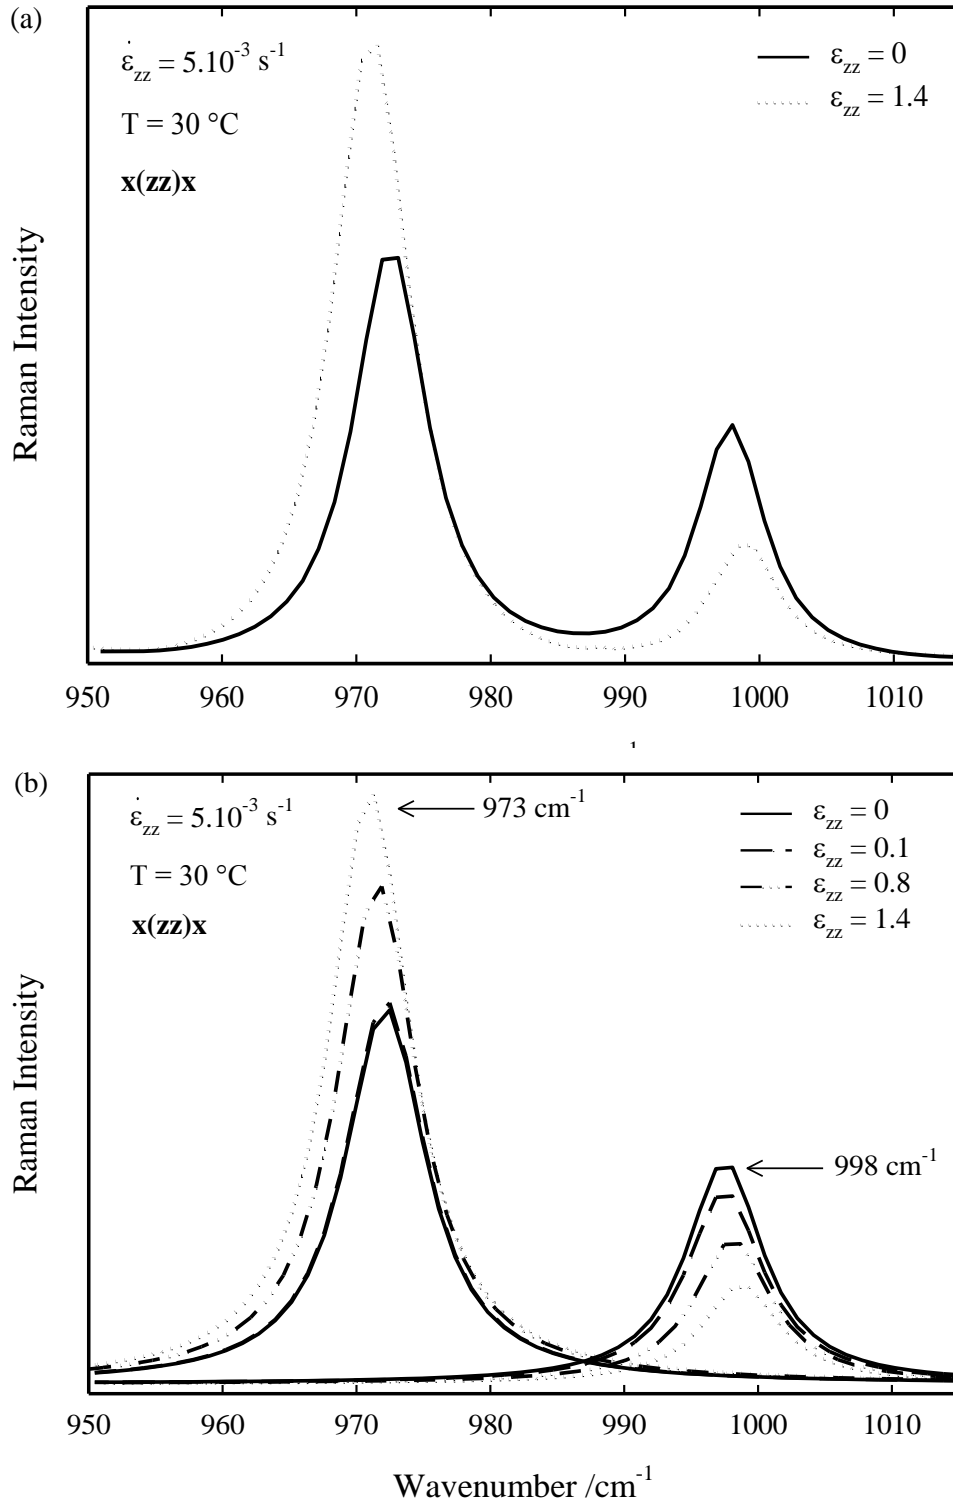 (a)
ε̇zz = 5.10⁻³ s⁻¹
T = 30 °C
x(zz)x
εzz = 0
εzz = 1.4
Raman Intensity
950 960 970 980 990 1000 1010
(b)
ε̇zz = 5.10⁻³ s⁻¹
T = 30 °C
x(zz)x
973 cm⁻¹
εzz = 0
εzz = 0.1
εzz = 0.8
εzz = 1.4
998 cm⁻¹
Raman Intensity
950 960 970 980 990 1000 1010
Wavenumber /cm⁻¹